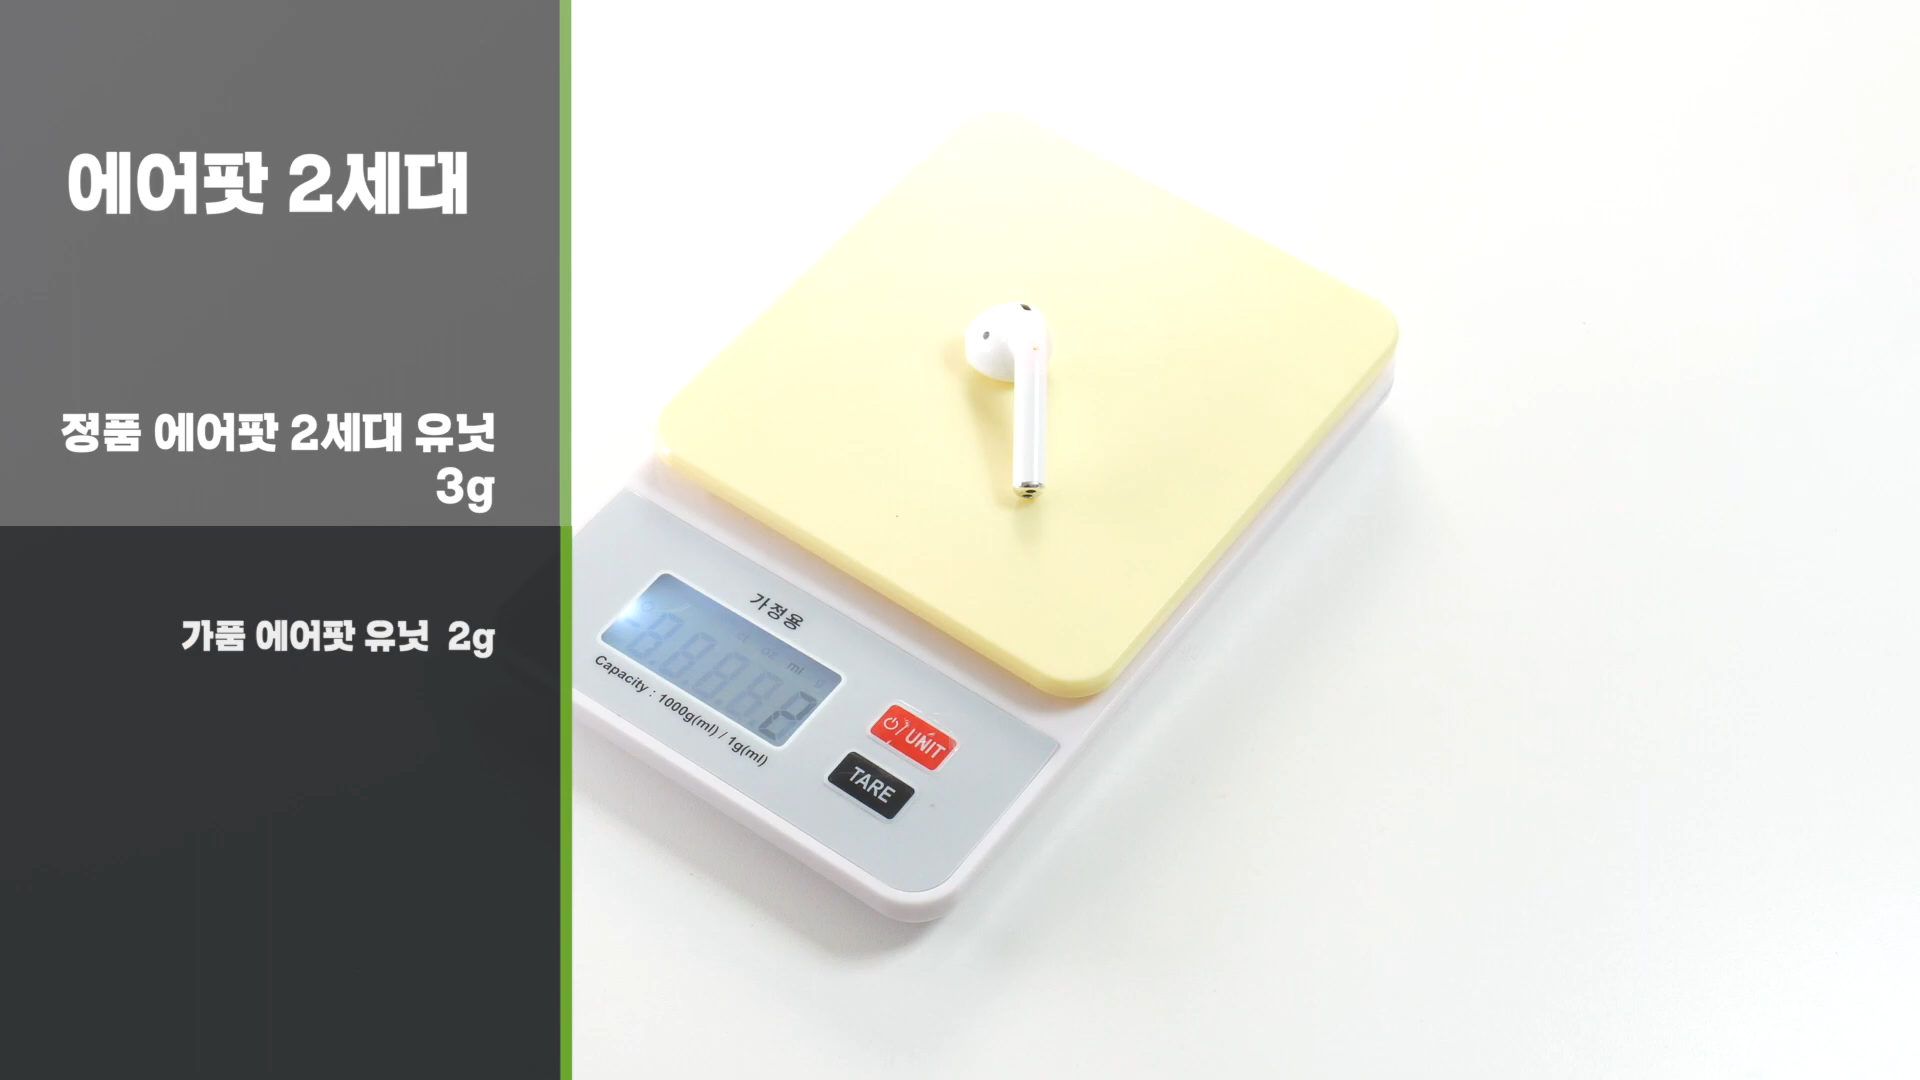 에어팟 2세대
정품 에어팟 2세대 유닛
3g
가품 에어팟 유닛 2g
가정용
2
Capacity : 1000g(ml) / 1g(ml)
/ UNIT
TARE